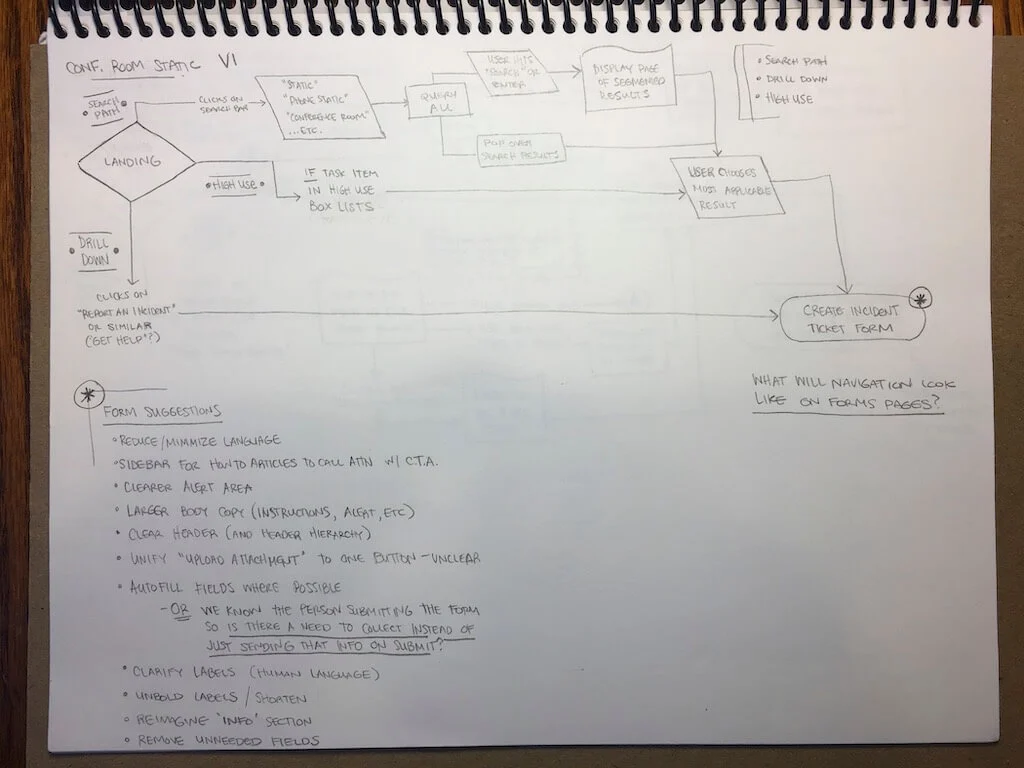 CONF. ROOM STATIC V1
SEARCH
PATH
CLICKS ON
SEARCH BAR
"STATIC"
"PHONE STATIC"
"CONFERENCE ROOM"
...ETC.
QUERY
ALL
USER HITS
"SEARCH" OR
ENTER
DISPLAY PAGE
OF SEGMENTED
RESULTS
POP OVER
SEARCH RESULTS
• SEARCH PATH
• DRILL DOWN
• HIGH USE
LANDING
• HIGH USE •
IF TASK ITEM
IN HIGH USE
BOX LISTS
USER CHOOSES
MOST APPLICABLE
RESULT
• DRILL
DOWN •
CLICKS ON
"REPORT AN INCIDENT"
OR SIMILAR
("GET HELP"?)
CREATE INCIDENT
TICKET FORM
*
WHAT WILL NAVIGATION LOOK
LIKE ON FORMS PAGES?
*
FORM SUGGESTIONS
• REDUCE/MIMIMIZE LANGUAGE
• SIDEBAR FOR HOW TO ARTICLES TO CALL ATTN W/ C.T.A.
• CLEARER ALERT AREA
• LARGER BODY COPY (INSTRUCTIONS, ALERT, ETC)
• CLEAR HEADER (AND HEADER HIERARCHY)
• UNIFY "UPLOAD ATTACHMENT" TO ONE BUTTON - UNCLEAR
• AUTOFILL FIELDS WHERE POSSIBLE
- OR WE KNOW THE PERSON SUBMITTING THE FORM
SO IS THERE A NEED TO COLLECT INSTEAD OF
JUST SENDING THAT INFO ON SUBMIT?
• CLARIFY LABELS (HUMAN LANGUAGE)
• UNBOLD LABELS / SHORTEN
• REIMAGINE "INFO" SECTION
• REMOVE UNNEEDED FIELDS